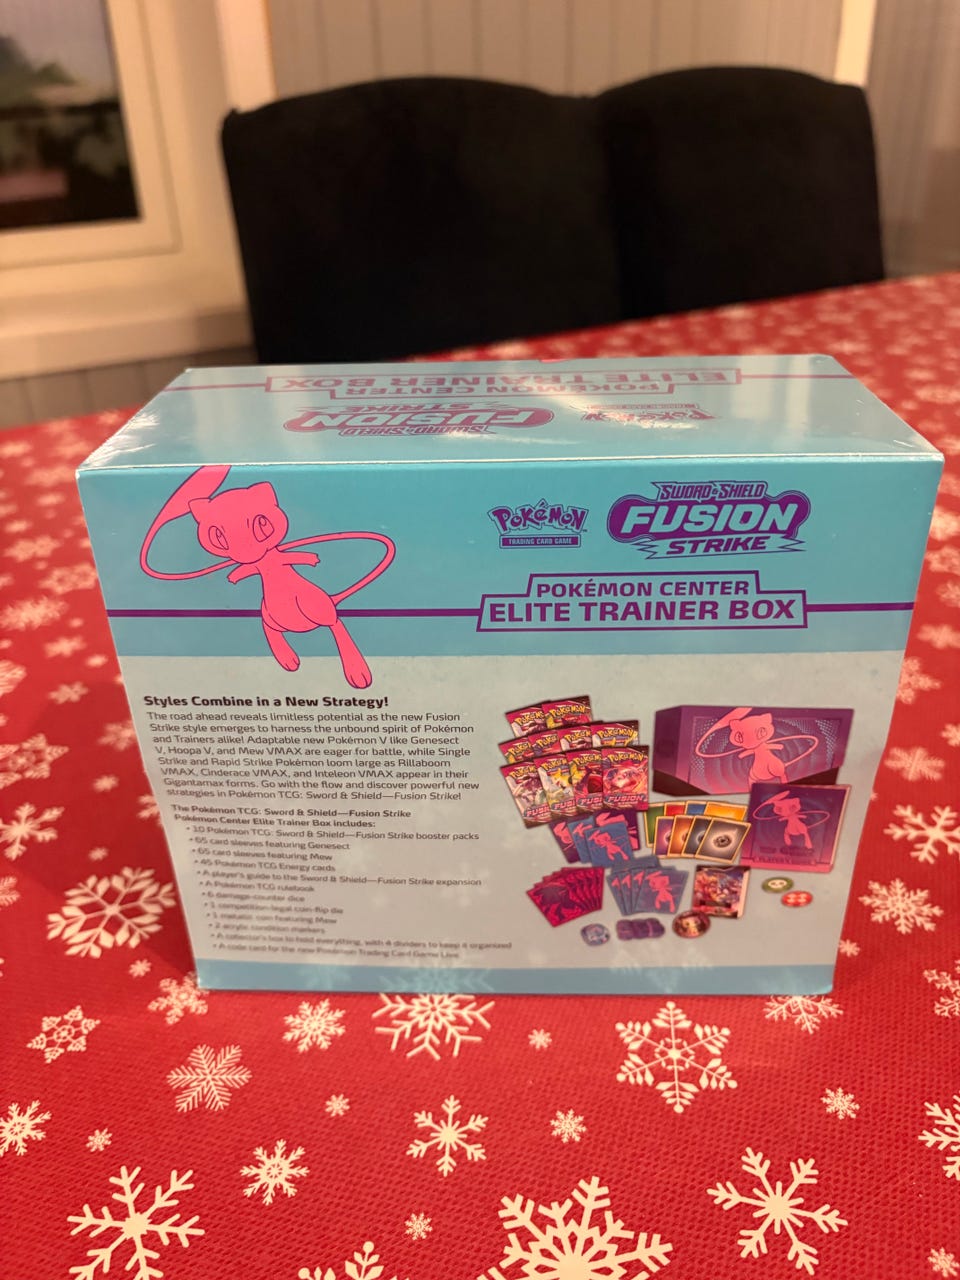 POKÉMON CENTER
ELITE TRAINER BOX
SWORD & SHIELD
FUSION
STRIKE
Pokémon
Pokémon
TRADING CARD GAME
SWORD & SHIELD
FUSION
STRIKE
POKÉMON CENTER
ELITE TRAINER BOX
Styles Combine in a New Strategy!
The road ahead reveals limitless potential as the new Fusion
Strike style emerges to harness the unbound spirit of Pokémon
and Trainers alike! Adaptable new Pokémon V like Genesect
V, Hoopa V, and Mew VMAX are eager for battle, while Single
Strike and Rapid Strike Pokémon loom large as Rillaboom
VMAX, Cinderace VMAX, and Inteleon VMAX appear in their
Gigantamax forms. Go with the flow and discover powerful new
strategies in Pokémon TCG: Sword & Shield—Fusion Strike!
The Pokémon TCG: Sword & Shield—Fusion Strike
Pokémon Center Elite Trainer Box includes:
• 10 Pokémon TCG: Sword & Shield—Fusion Strike booster packs
• 65 card sleeves featuring Genesect
• 65 card sleeves featuring Mew
• 45 Pokémon TCG Energy cards
• A player's guide to the Sword & Shield—Fusion Strike expansion
• A Pokémon TCG rulebook
• 6 damage-counter dice
• 1 competition-legal coin-flip die
• 1 metallic coin featuring Mew
• 2 acrylic condition markers
• A collector's box to hold everything, with 4 dividers to keep it organized
• A code card for the new Pokémon Trading Card Game Live